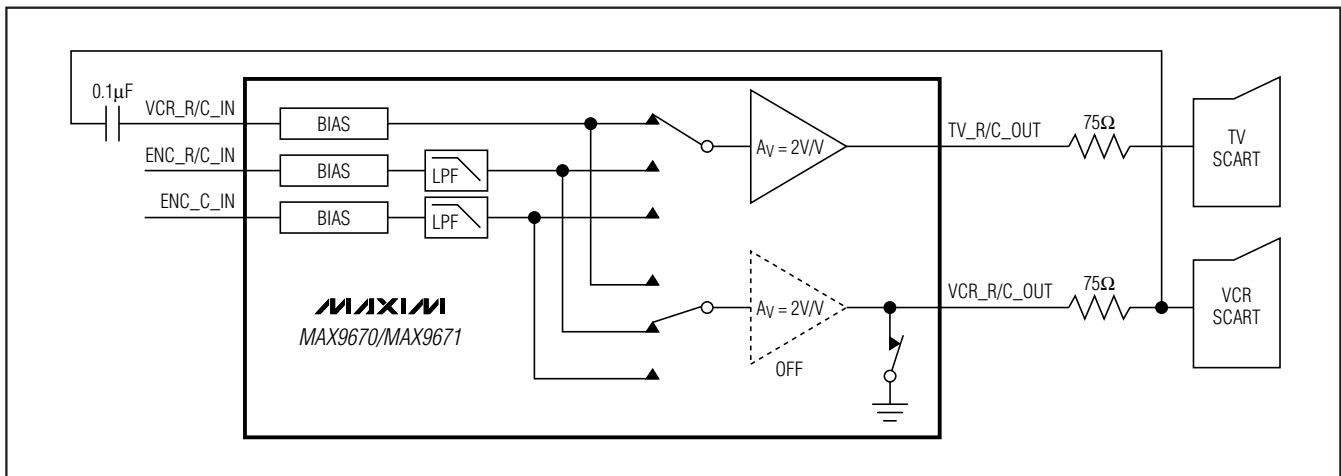 0.1µF
VCR_R/C_IN
BIAS
ENC_R/C_IN
BIAS
LPF
ENC_C_IN
BIAS
LPF
AV = 2V/V
TV_R/C_OUT
75Ω
TV
SCART
MAXIM
MAX9670/MAX9671
AV = 2V/V
OFF
VCR_R/C_OUT
75Ω
VCR
SCART